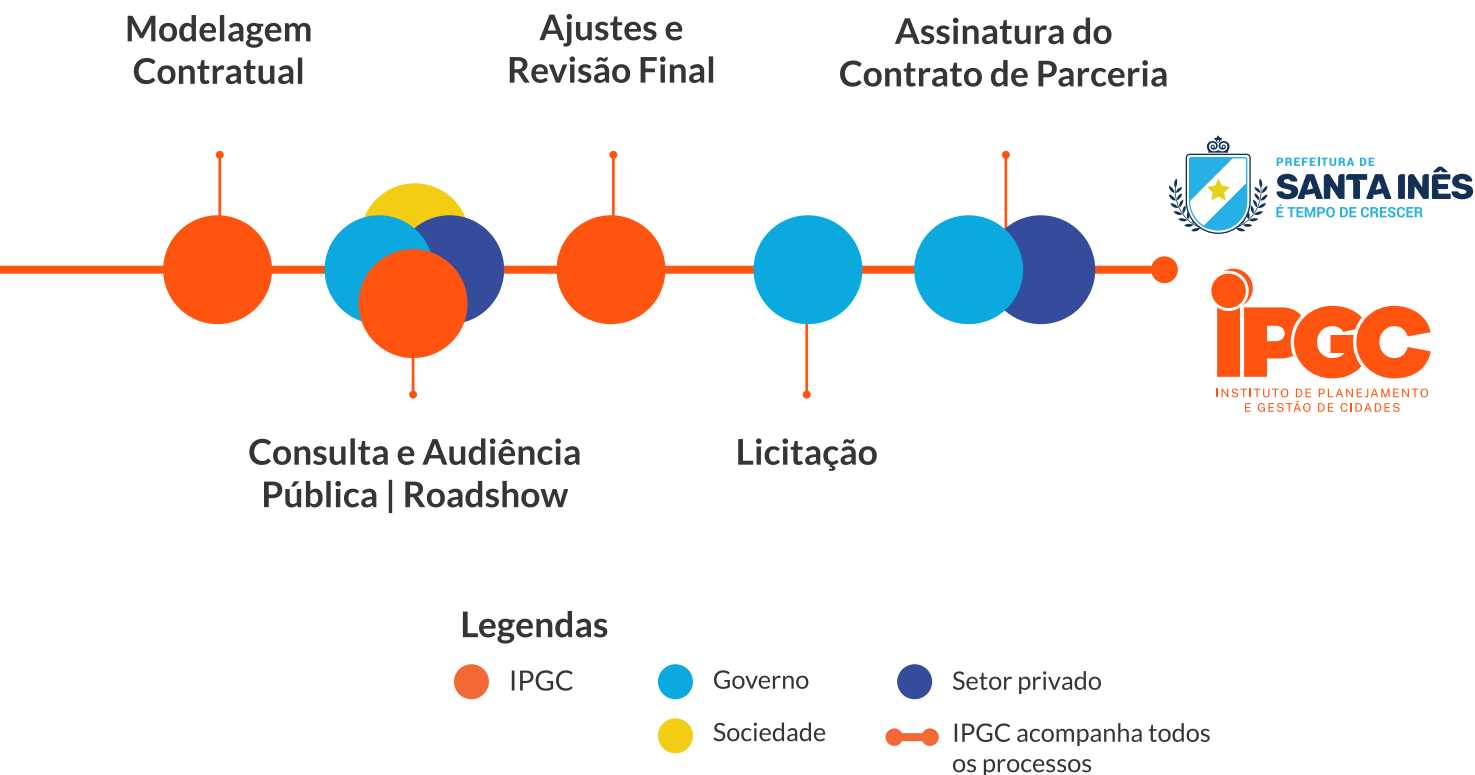 Modelagem
Contratual
Ajustes e
Revisão Final
Assinatura do
Contrato de Parceria
PREFEITURA DE
SANTA INÊS
É TEMPO DE CRESCER
IPGC
INSTITUTO DE PLANEJAMENTO
E GESTÃO DE CIDADES
Consulta e Audiência
Pública | Roadshow
Licitação
Legendas
IPGC
Governo
Setor privado
Sociedade
IPGC acompanha todos
os processos